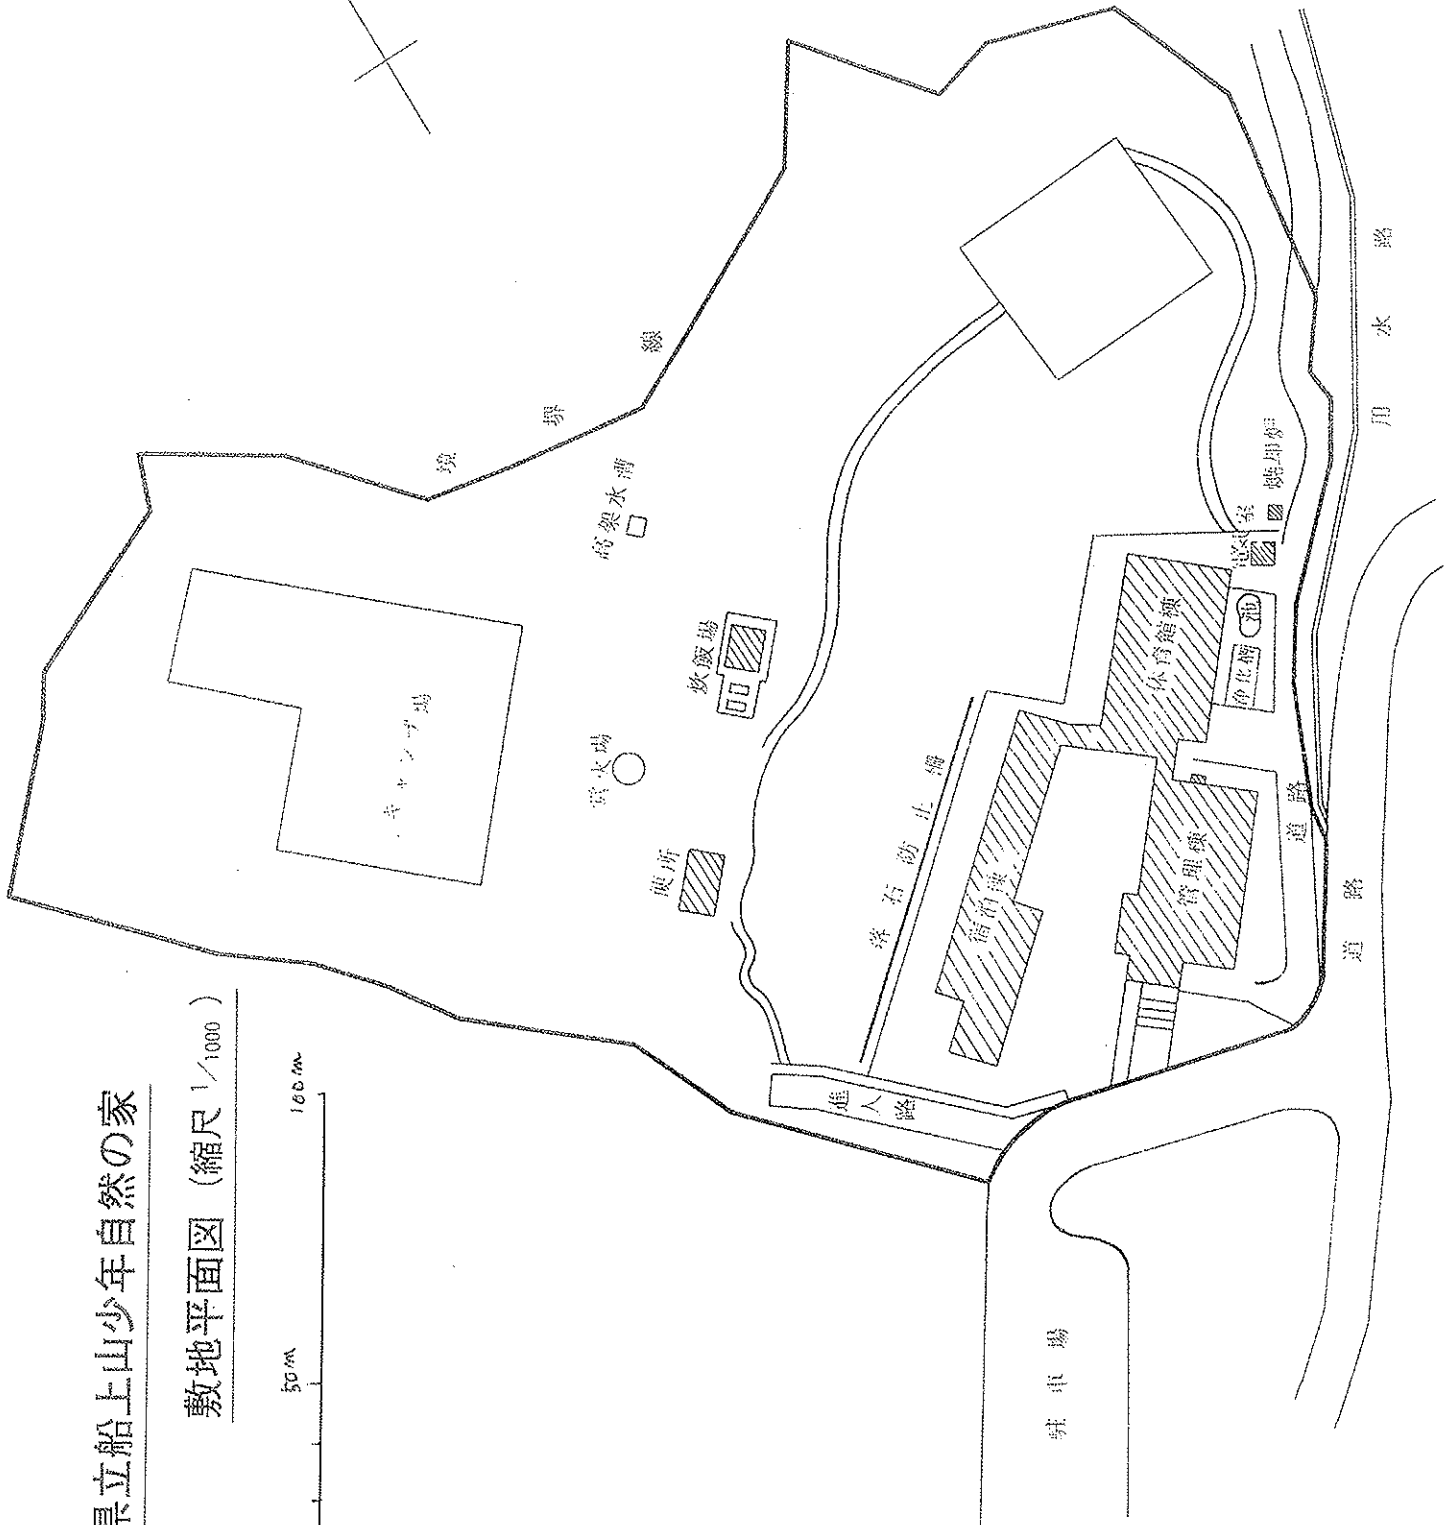 県立船上山少年自然の家
敷地平面図 (縮尺 1/1000)
50m
100m
境界線
高架水槽
キャンプ場
炊飯場
営火場
便所
落石防止柵
宿泊棟
体育館棟
管理棟
浄化槽
池
焼却炉
進入路
道路
道路
用水路
駐車場